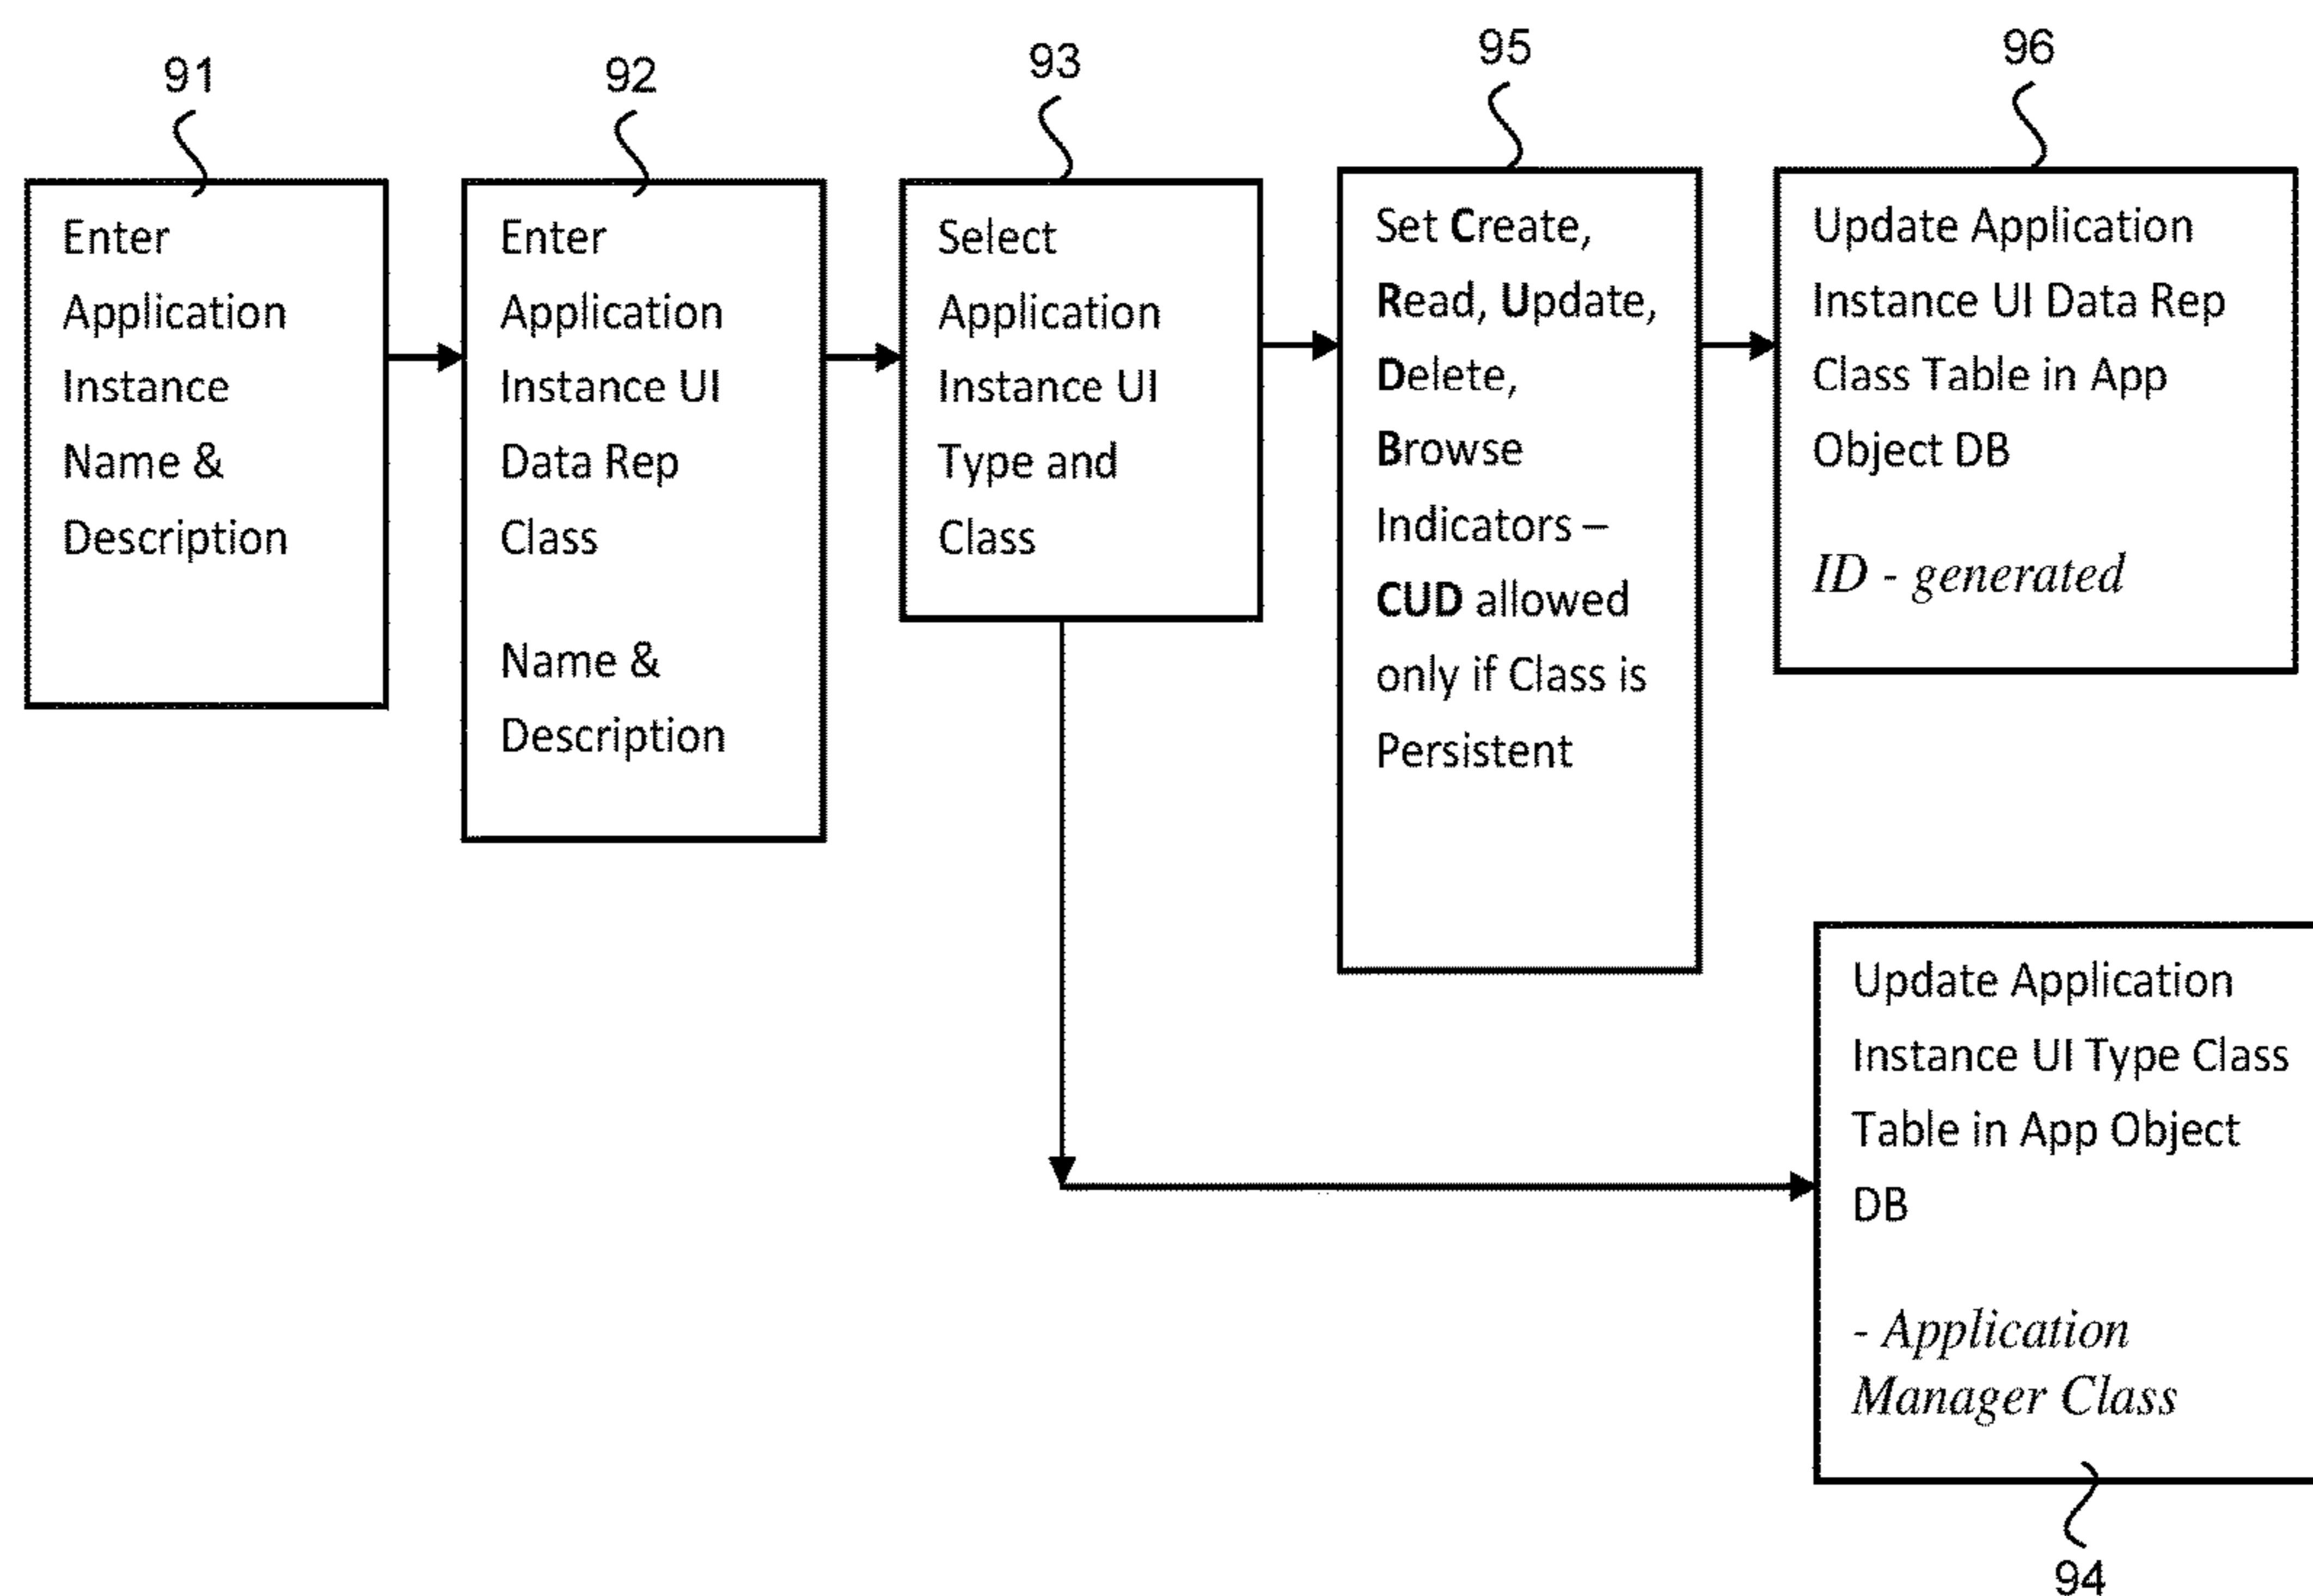 91
Enter
Application
Instance
Name &
Description
92
Enter
Application
Instance UI
Data Rep
Class
Name &
Description
93
Select
Application
Instance UI
Type and
Class
95
Set Create,
Read, Update,
Delete,
Browse
Indicators –
CUD allowed
only if Class is
Persistent
96
Update Application
Instance UI Data Rep
Class Table in App
Object DB
ID - generated
Update Application
Instance UI Type Class
Table in App Object
DB
- Application
Manager Class
94